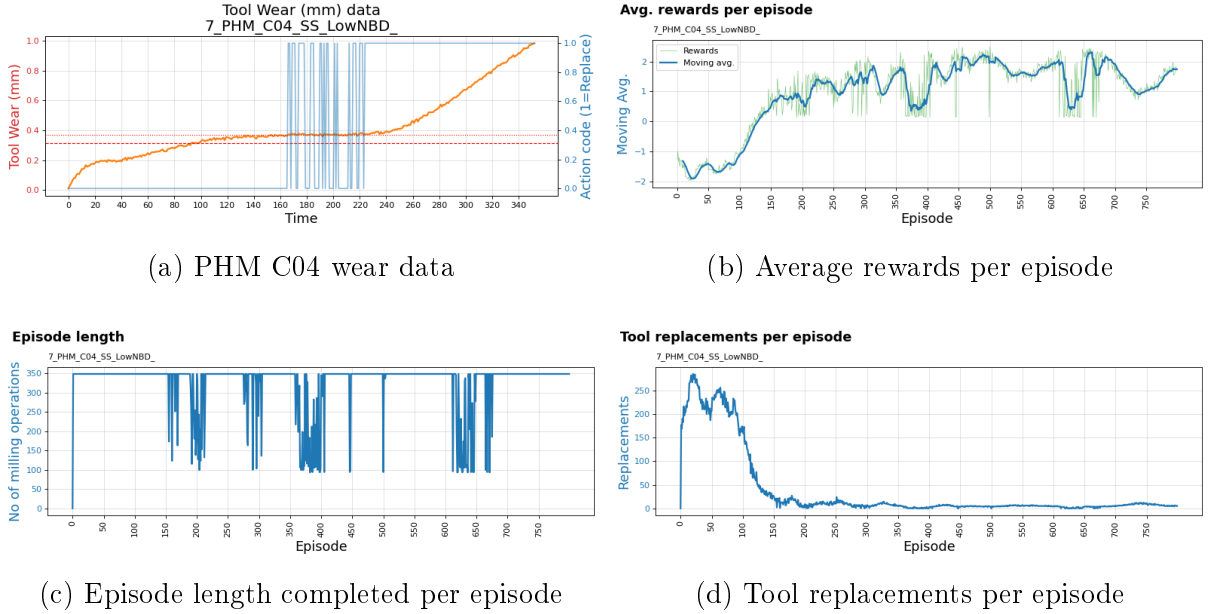 Tool Wear (mm) data
7_PHM_C04_SS_LowNBD_
1.0
0.8
0.6
0.4
0.2
0.0
Tool Wear (mm)
1.0
0.8
0.6
0.4
0.2
0.0
Action code (1=Replace)
0 20 40 60 80 100 120 140 160 180 200 220 240 260 280 300 320 340
Time
(a) PHM C04 wear data
Avg. rewards per episode
7_PHM_C04_SS_LowNBD_
Rewards
Moving avg.
2
1
0
−1
−2
Moving Avg.
0 50 100 150 200 250 300 350 400 450 500 550 600 650 700 750
Episode
(b) Average rewards per episode
Episode length
7_PHM_C04_SS_LowNBD_
350
300
250
200
150
100
50
0
No of milling operations
0 50 100 150 200 250 300 350 400 450 500 550 600 650 700 750
Episode
(c) Episode length completed per episode
Tool replacements per episode
7_PHM_C04_SS_LowNBD_
250
200
150
100
50
0
Replacements
0 50 100 150 200 250 300 350 400 450 500 550 600 650 700 750
Episode
(d) Tool replacements per episode